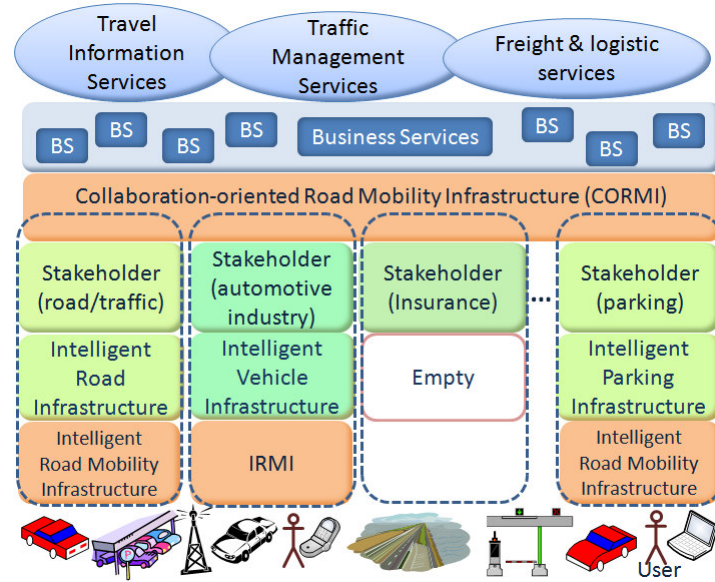 Travel
Information
Services
Traffic
Management
Services
Freight & logistic
services
BS
BS
BS
BS
Business Services
BS
BS
BS
Collaboration-oriented Road Mobility Infrastructure (CORMI)
Stakeholder
(road/traffic)
Stakeholder
(automotive
industry)
Stakeholder
(Insurance)
...
Stakeholder
(parking)
Intelligent
Road
Infrastructure
Intelligent
Vehicle
Infrastructure
Empty
Intelligent
Parking
Infrastructure
Intelligent
Road Mobility
Infrastructure
IRMI
Intelligent
Road Mobility
Infrastructure
P
User